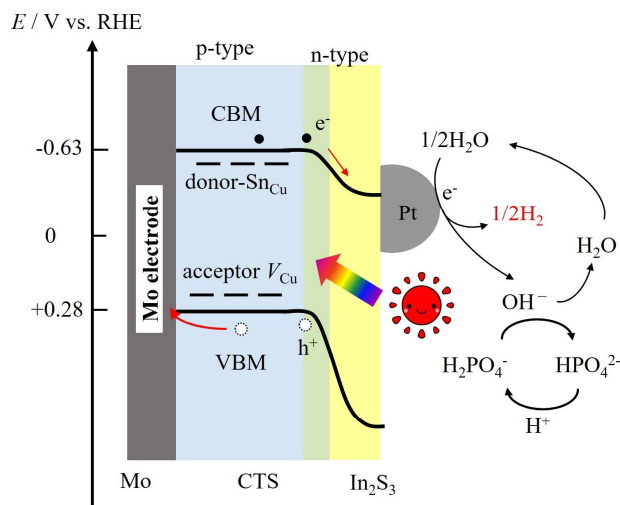 E / V vs. RHE
p-type
n-type
CBM
e⁻
-0.63
donor-Sn_Cu
1/2H₂O
e⁻
Pt
1/2H₂
0
H₂O
Mo electrode
acceptor V_Cu
+0.28
OH⁻
h⁺
VBM
H₂PO₄⁻
HPO₄²⁻
H⁺
Mo
CTS
In₂S₃